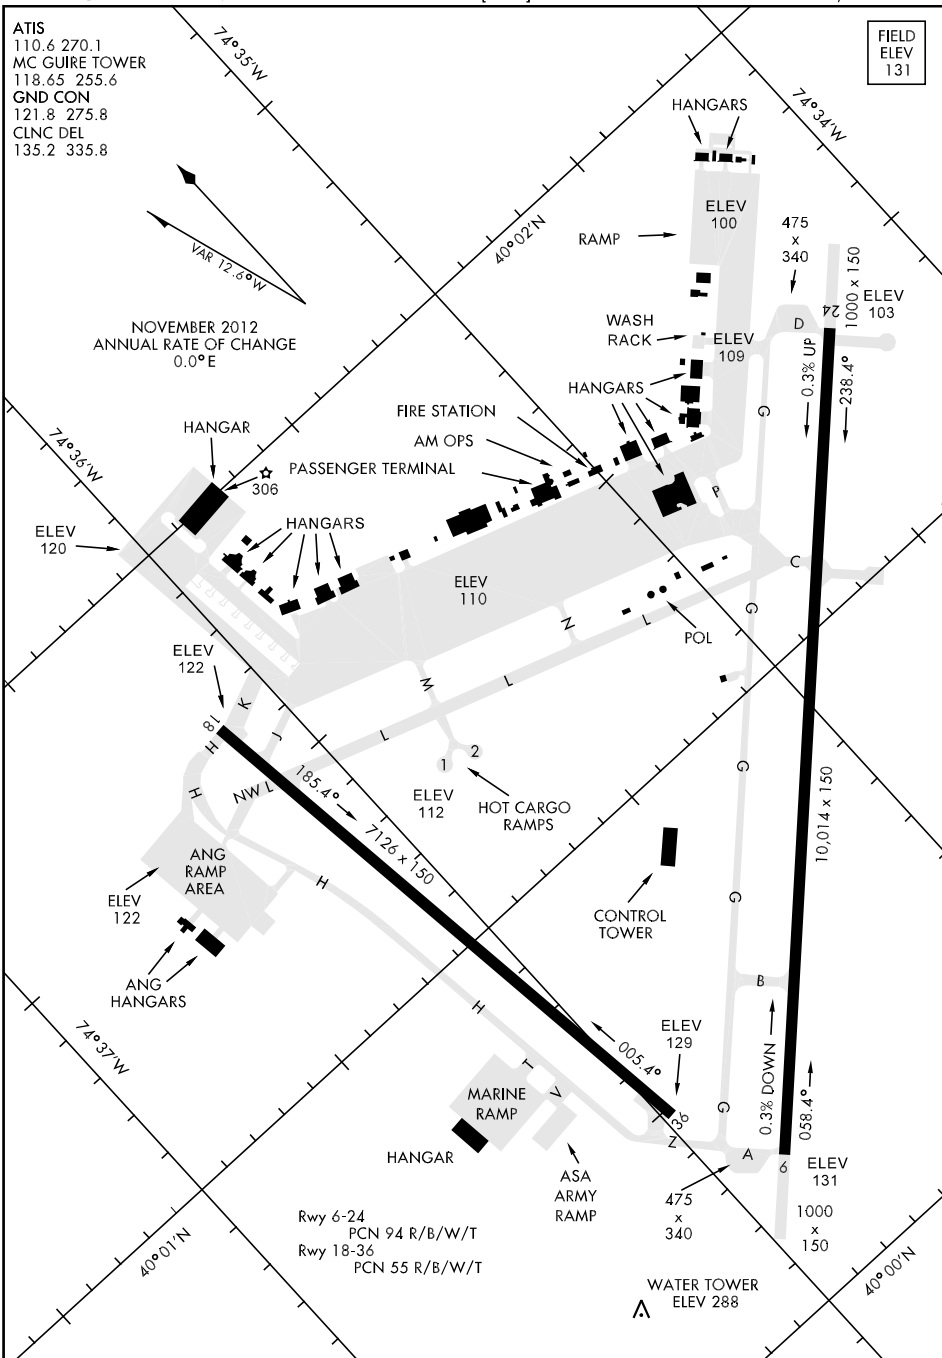 ATIS
110.6 270.1
MC GUIRE TOWER
118.65 255.6
GND CON
121.8 275.8
CLNC DEL
135.2 335.8
FIELD
ELEV
131
74°35'W
74°34'W
HANGARS
ELEV
100
RAMP
40°02'N
475
x
340
1000 x 150
ELEV
103
24
D
VAR 12.6°W
NOVEMBER 2012
ANNUAL RATE OF CHANGE
0.0°E
WASH
RACK
ELEV
109
0.3% UP
238.4°
G
HANGARS
FIRE STATION
AM OPS
PASSENGER TERMINAL
HANGAR
306
74°36'W
P
HANGARS
ELEV
120
C
ELEV
110
G
N
L
POL
ELEV
122
K
M
L
18
H
J
L
G
1
2
NW L
185.4°
H
7126 x 150
ELEV
112
HOT CARGO
RAMPS
10,014 x 150
ANG
RAMP
AREA
H
ELEV
122
G
CONTROL
TOWER
ANG
HANGARS
B
H
ELEV
129
005.4°
74°37'W
T
V
MARINE
RAMP
0.3% DOWN
058.4°
G
36
Z
A
6
HANGAR
ELEV
131
ASA
ARMY
RAMP
475
x
340
1000
x
150
Rwy 6-24
PCN 94 R/B/W/T
Rwy 18-36
PCN 55 R/B/W/T
40°01'N
40°00'N
WATER TOWER
ELEV 288